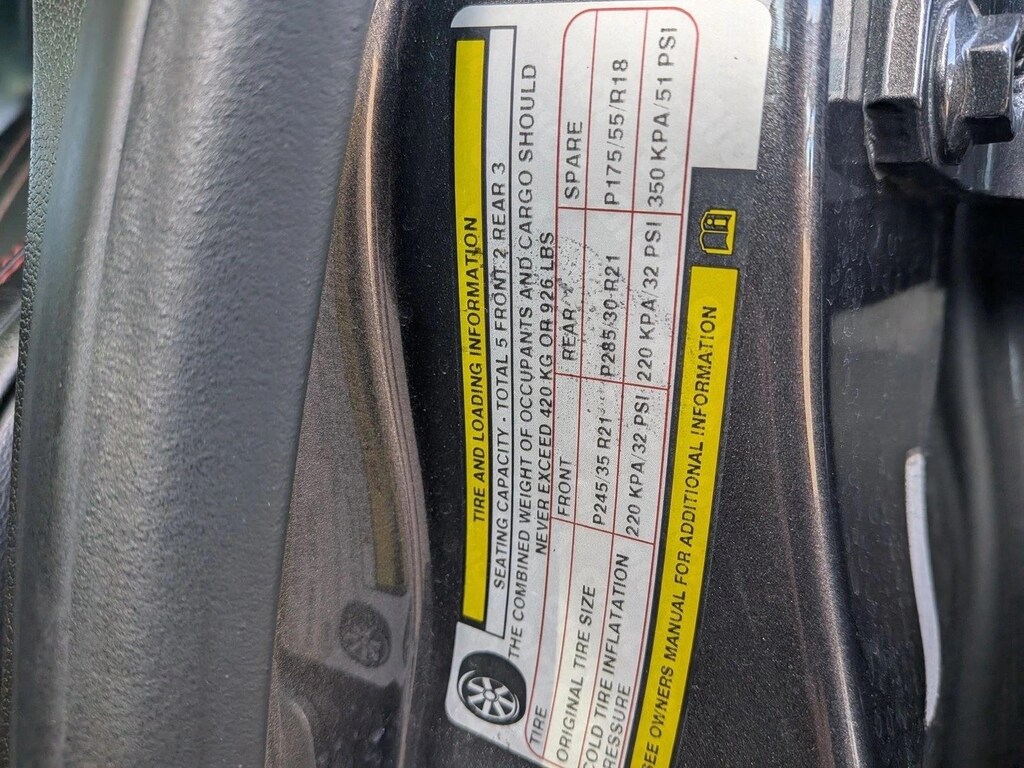 TIRE AND LOADING INFORMATION
SEATING CAPACITY - TOTAL 5 FRONT 2 REAR 3
THE COMBINED WEIGHT OF OCCUPANTS AND CARGO SHOULD
NEVER EXCEED 420 KG OR 926 LBS
TIRE FRONT REAR SPARE
ORIGINAL TIRE SIZE P245/35 R21 P285/30 R21 P175/55/R18
COLD TIRE INFLATATION 220 KPA/32 PSI 220 KPA/32 PSI 350 KPA/51 PSI
PRESSURE
SEE OWNERS MANUAL FOR ADDITIONAL INFORMATION